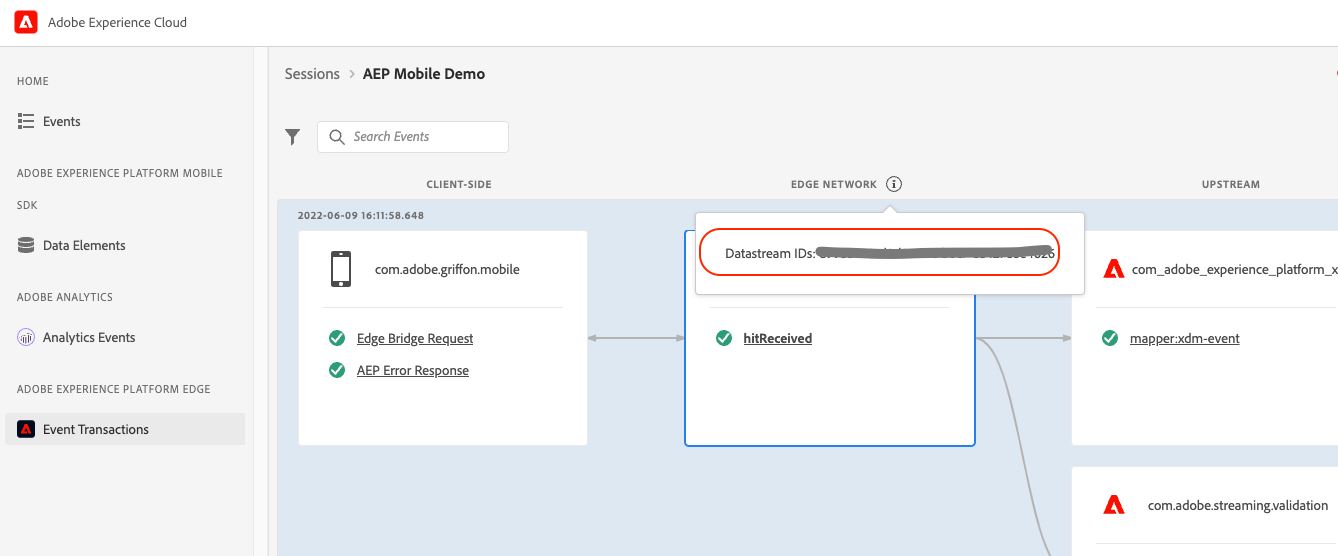 Adobe Experience Cloud
HOME
Events
ADOBE EXPERIENCE PLATFORM MOBILE
SDK
Data Elements
ADOBE ANALYTICS
Analytics Events
ADOBE EXPERIENCE PLATFORM EDGE
Event Transactions
Sessions > AEP Mobile Demo
Search Events
CLIENT-SIDE
EDGE NETWORK
UPSTREAM
2022-06-09 16:11:58.648
Datastream IDs:
com.adobe.griffon.mobile
com_adobe_experience_platform_x
Edge Bridge Request
hitReceived
mapper:xdm-event
AEP Error Response
com.adobe.streaming.validation